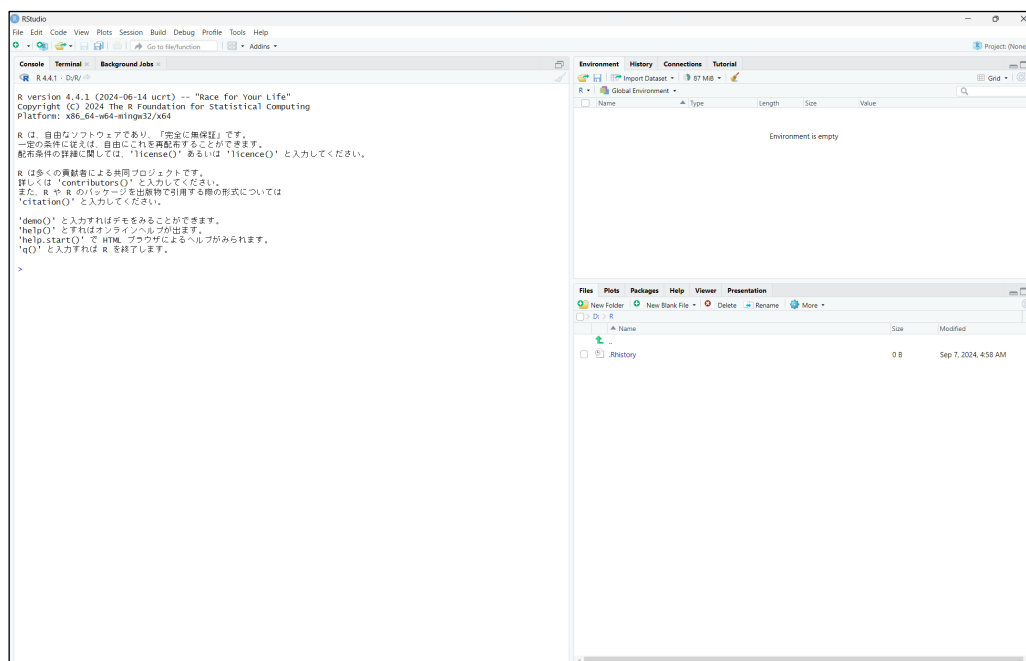 RStudio
File Edit Code View Plots Session Build Debug Profile Tools Help
Go to file/function Addins Project: (None
Console Terminal Background Jobs
R 4.4.1 · D:/R/
R version 4.4.1 (2024-06-14 ucrt) -- "Race for Your Life"
Copyright (C) 2024 The R Foundation for Statistical Computing
Platform: x86_64-w64-mingw32/x64
R は、自由なソフトウェアであり、「完全に無保証」です。
一定の条件に従えば、自由にこれを再配布することができます。
配布条件の詳細に関しては、'license()' あるいは 'licence()' と入力してください。
R は多くの貢献者による共同プロジェクトです。
詳しくは 'contributors()' と入力してください。
また、R や R のパッケージを出版物で引用する際の形式については
'citation()' と入力してください。
'demo()' と入力すればデモをみることができます。
'help()' とすればオンラインヘルプが出ます。
'help.start()' で HTML ブラウザによるヘルプがみられます。
'q()' と入力すれば R を終了します。
>
Environment History Connections Tutorial
Import Dataset 87 MiB Grid
R Global Environment
Name Type Length Size Value
Environment is empty
Files Plots Packages Help Viewer Presentation
New Folder New Blank File Delete Rename More
D: > R
Name Size Modified
..
.Rhistory 0 B Sep 7, 2024, 4:58 AM